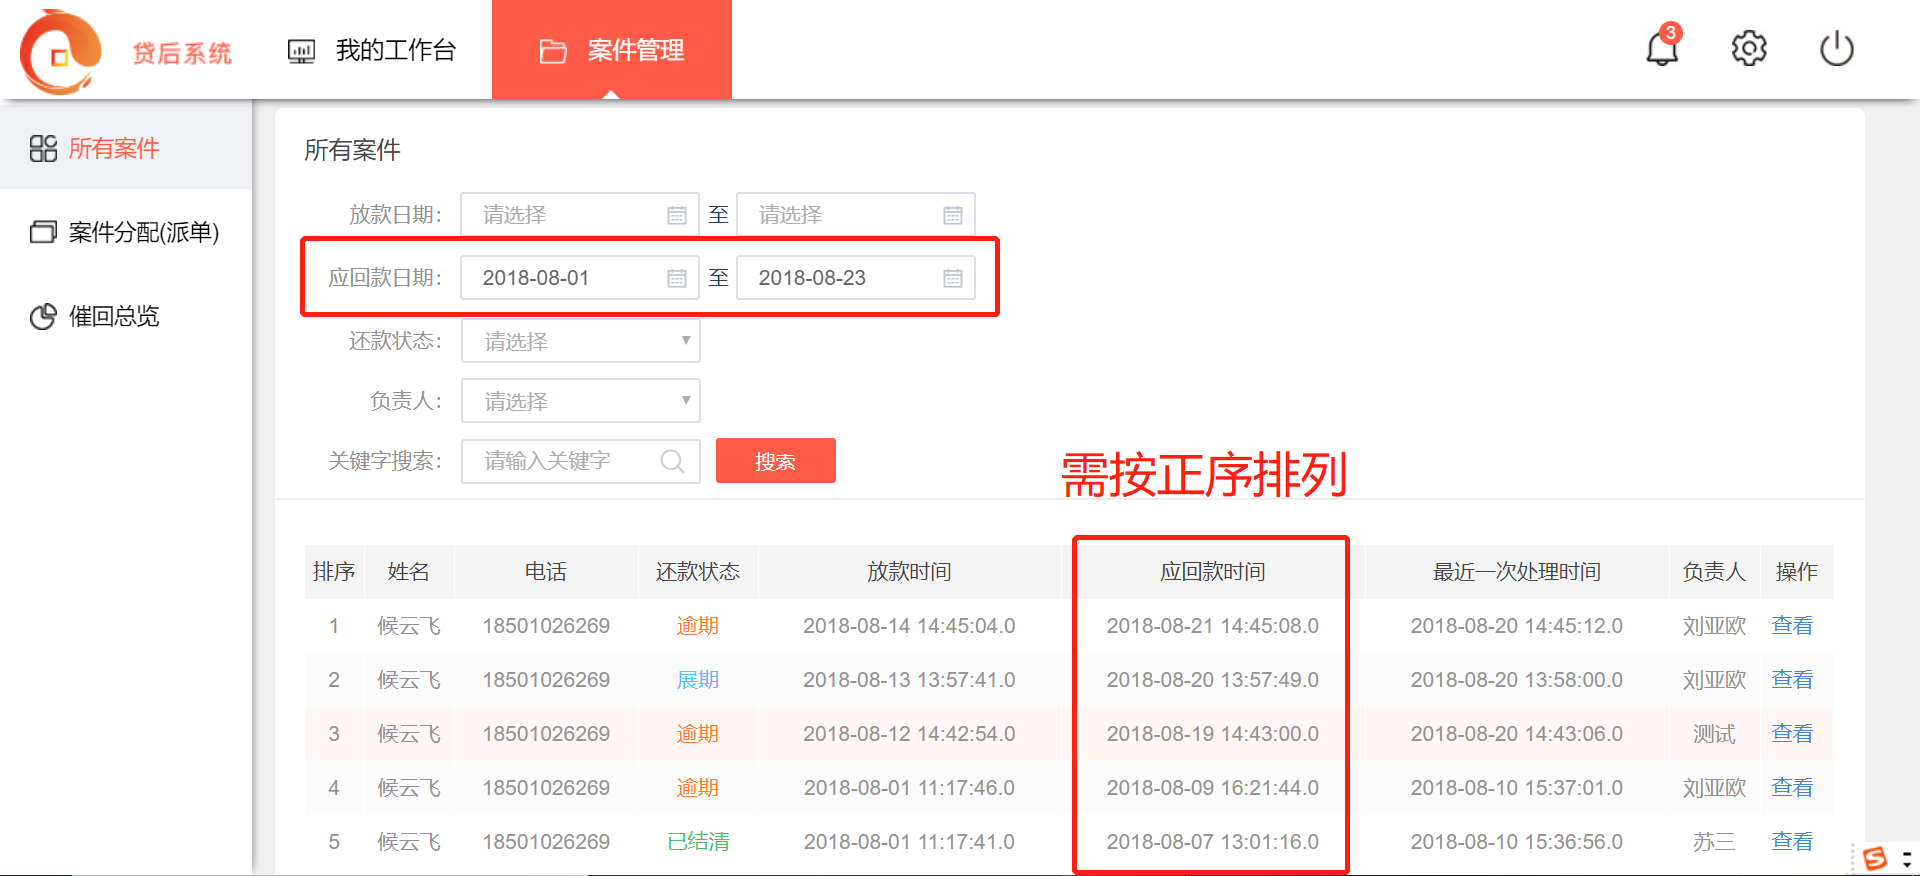 贷后系统
我的工作台
案件管理
3
所有案件
案件分配(派单)
催回总览
所有案件
放款日期： 请选择 至 请选择
应回款日期： 2018-08-01 至 2018-08-23
还款状态： 请选择
负责人： 请选择
关键字搜索： 请输入关键字 搜索
需按正序排列
排序 姓名 电话 还款状态 放款时间 应回款时间 最近一次处理时间 负责人 操作
1 候云飞 18501026269 逾期 2018-08-14 14:45:04.0 2018-08-21 14:45:08.0 2018-08-20 14:45:12.0 刘亚欧 查看
2 候云飞 18501026269 展期 2018-08-13 13:57:41.0 2018-08-20 13:57:49.0 2018-08-20 13:58:00.0 刘亚欧 查看
3 候云飞 18501026269 逾期 2018-08-12 14:42:54.0 2018-08-19 14:43:00.0 2018-08-20 14:43:06.0 测试 查看
4 候云飞 18501026269 逾期 2018-08-01 11:17:46.0 2018-08-09 16:21:44.0 2018-08-10 15:37:01.0 刘亚欧 查看
5 候云飞 18501026269 已结清 2018-08-01 11:17:41.0 2018-08-07 13:01:16.0 2018-08-10 15:36:56.0 苏三 查看